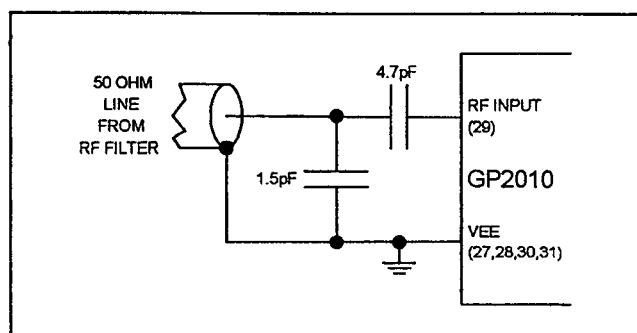 50 OHM
LINE
FROM
RF FILTER
4.7pF
1.5pF
RF INPUT
(29)
GP2010
VEE
(27,28,30,31)